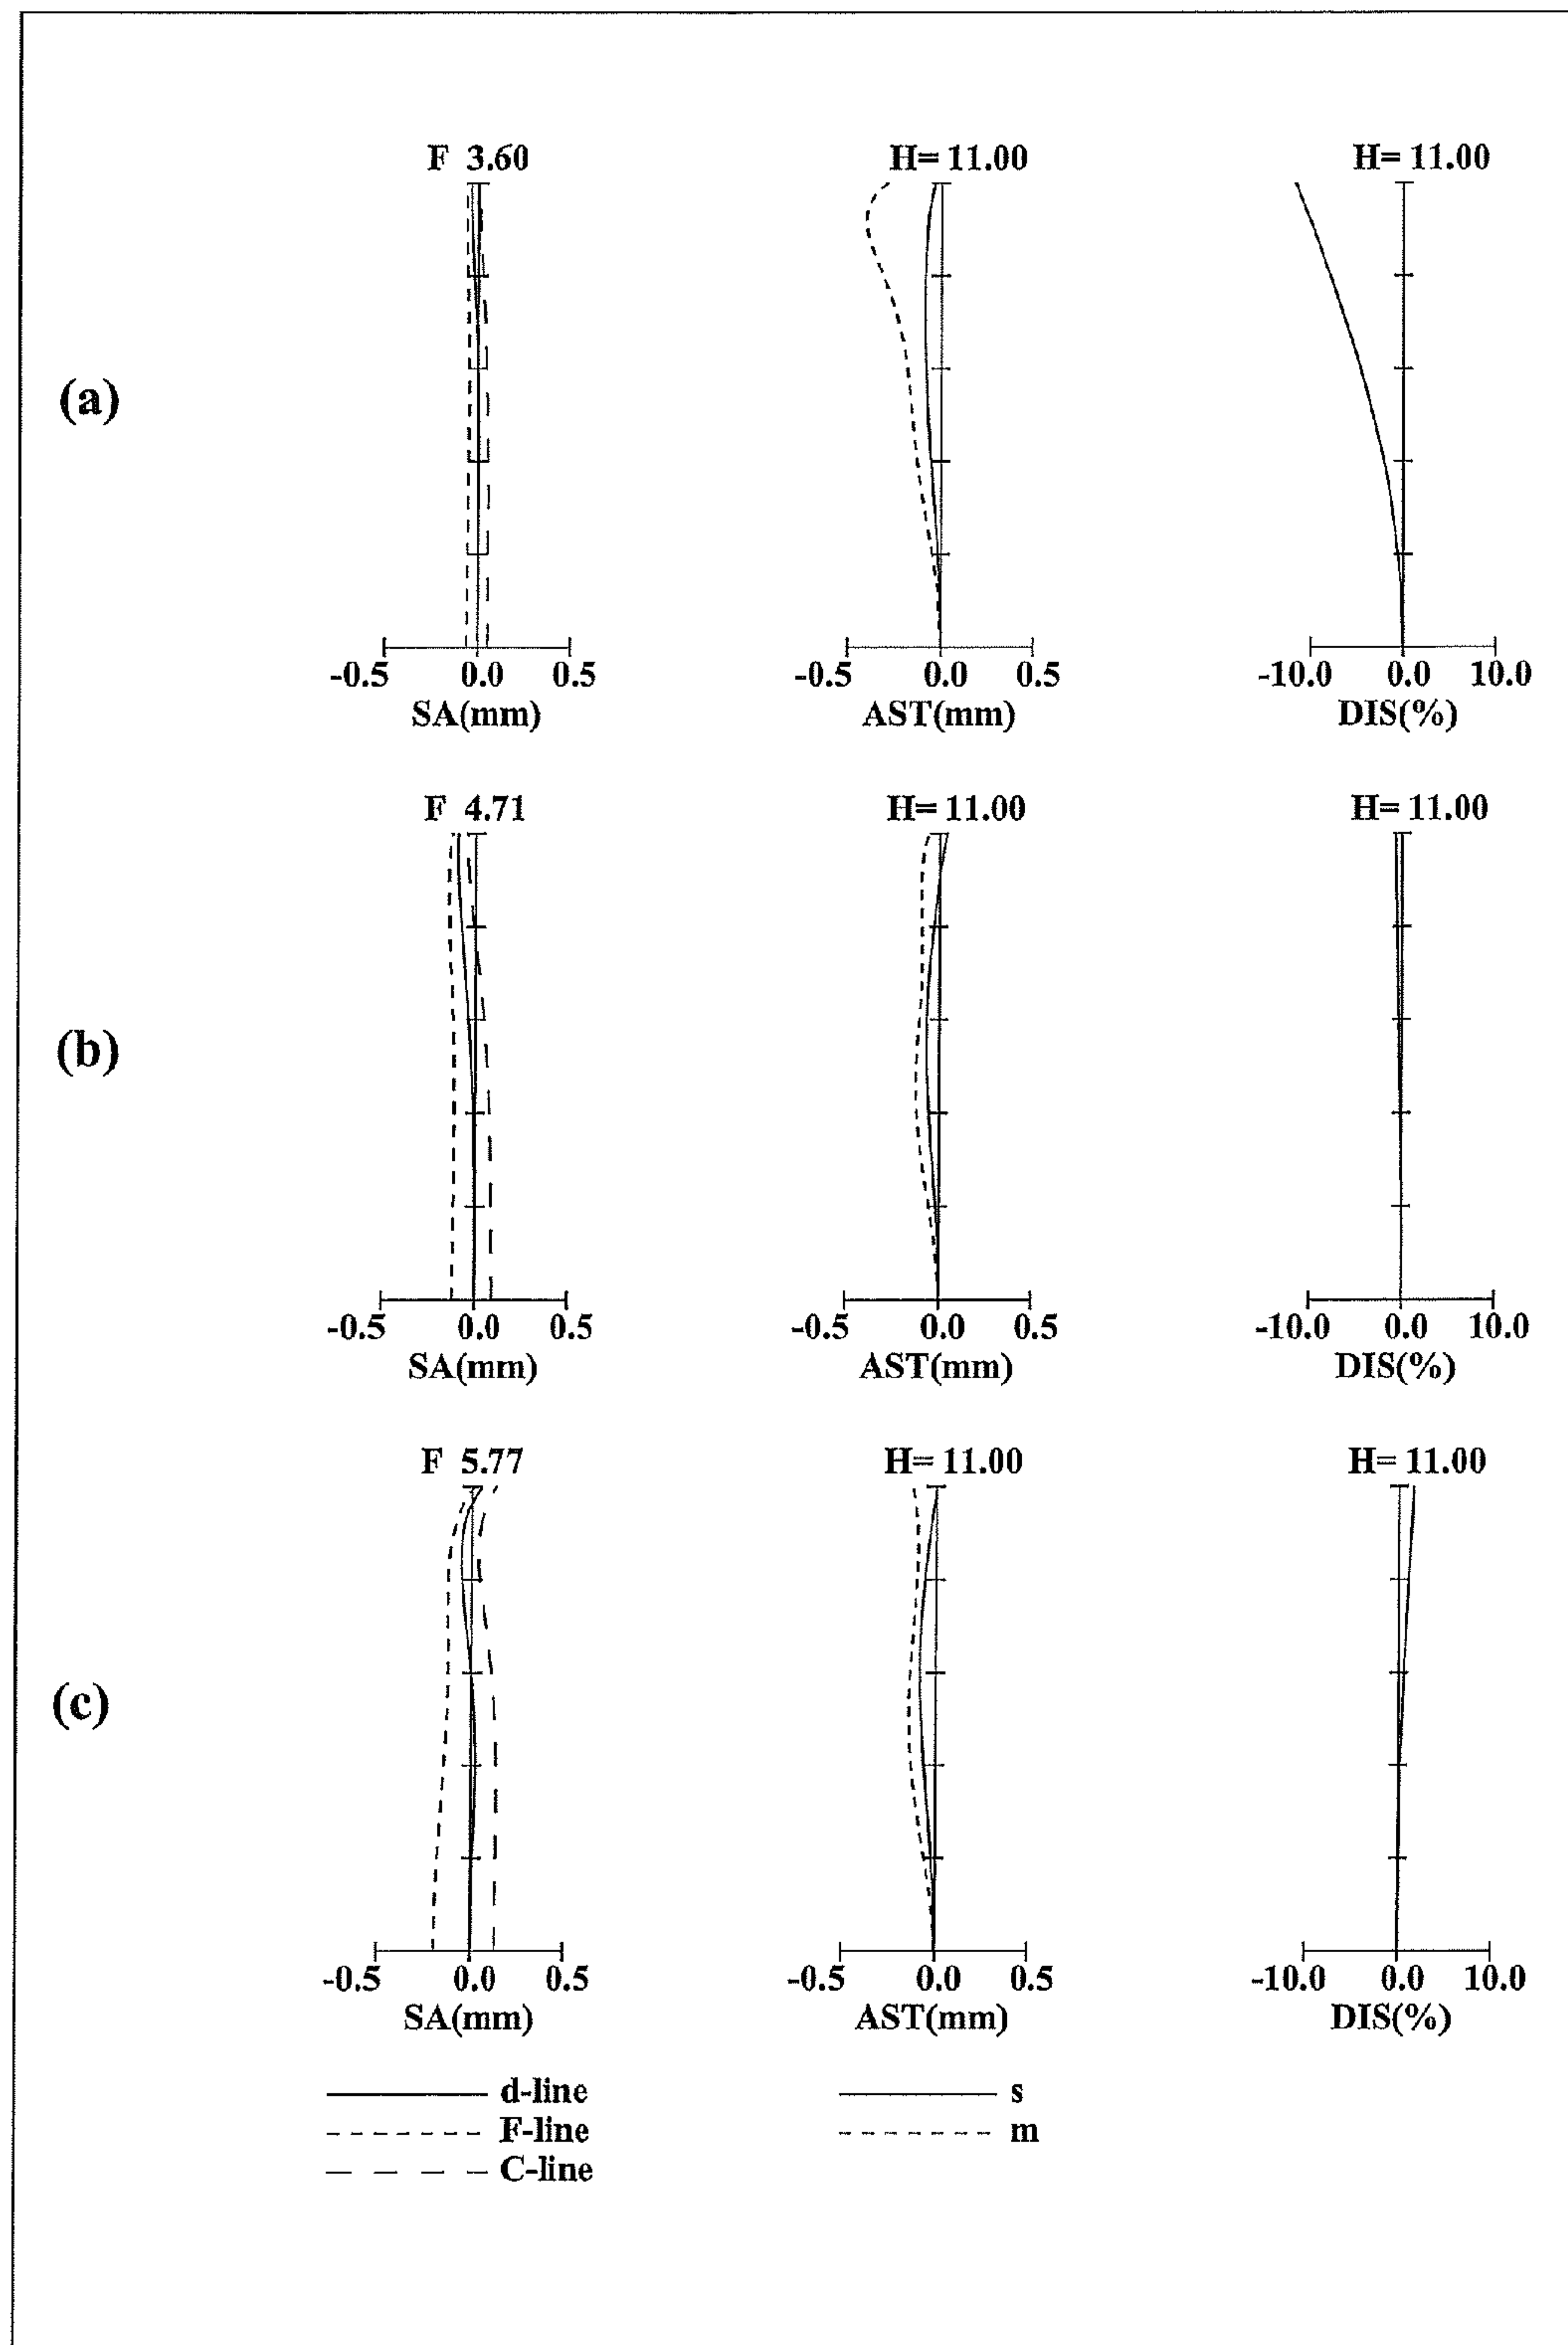 F 3.60 H= 11.00 H= 11.00
(a)
-0.5 0.0 0.5 -0.5 0.0 0.5 -10.0 0.0 10.0
SA(mm) AST(mm) DIS(%)
F 4.71 H= 11.00 H= 11.00
(b)
-0.5 0.0 0.5 -0.5 0.0 0.5 -10.0 0.0 10.0
SA(mm) AST(mm) DIS(%)
F 5.77 H= 11.00 H= 11.00
(c)
-0.5 0.0 0.5 -0.5 0.0 0.5 -10.0 0.0 10.0
SA(mm) AST(mm) DIS(%)
d-line s
F-line m
C-line